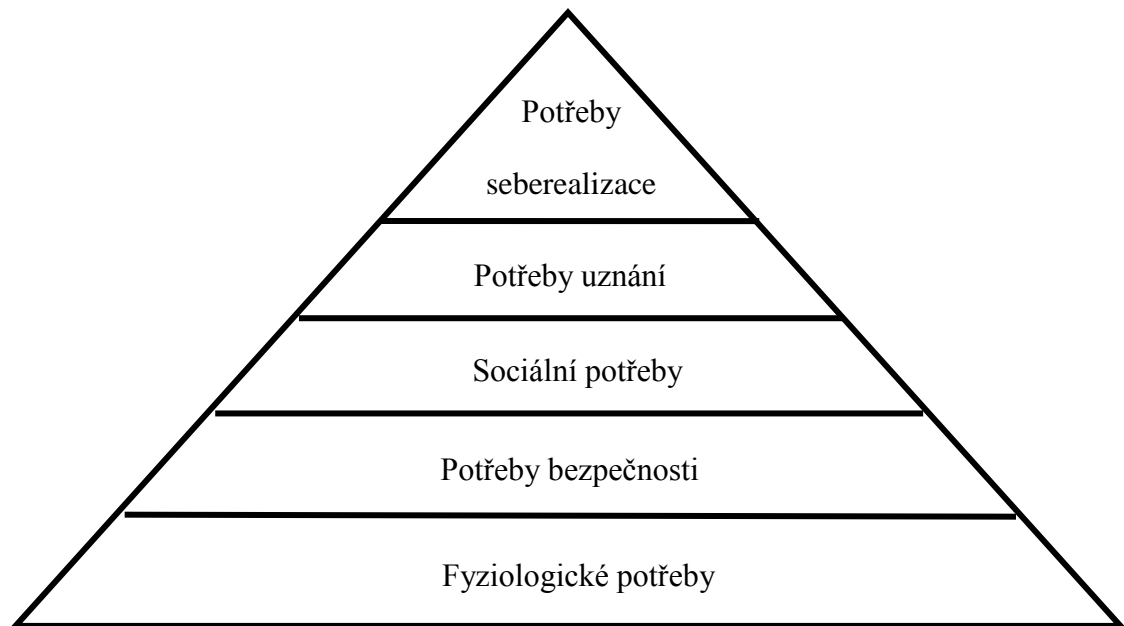 Potřeby
seberealizace
Potřeby uznání
Sociální potřeby
Potřeby bezpečnosti
Fyziologické potřeby